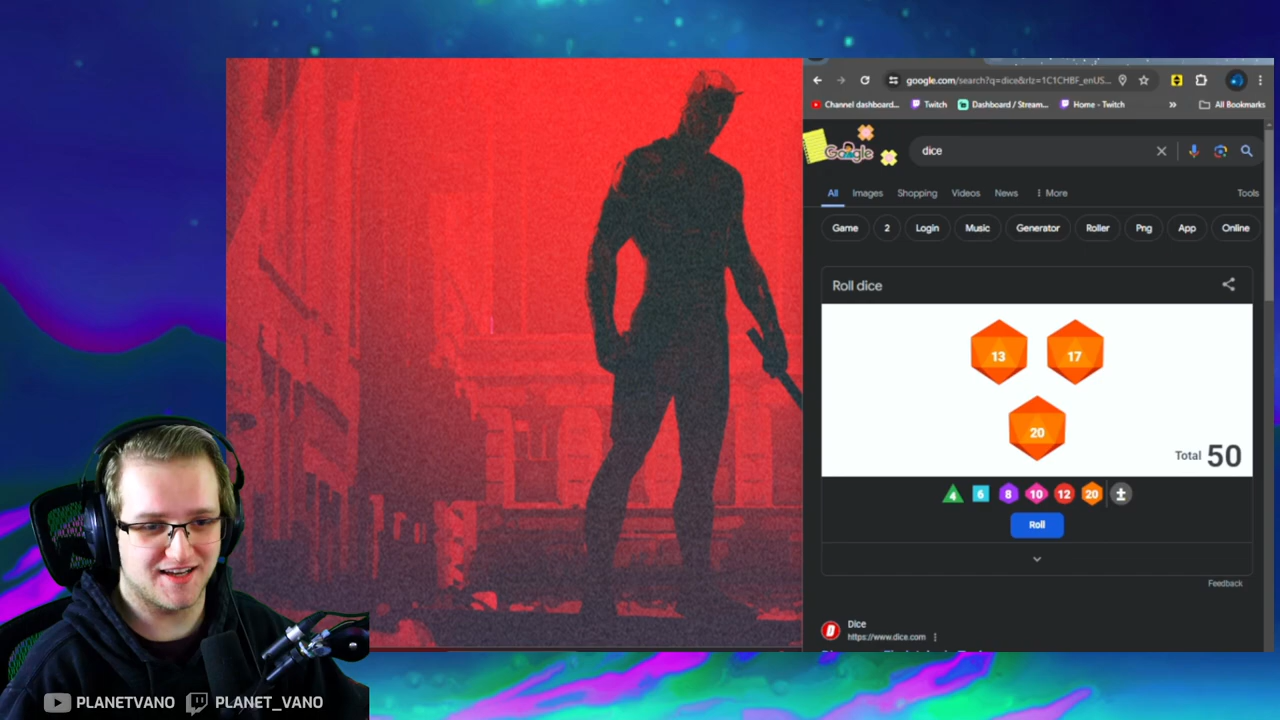 google.com/search?q=dice&rlz=1C1CHBF_enUS...
Channel dashboard... Twitch Dashboard / Stream... Home - Twitch » All Bookmarks
Google dice
All Images Shopping Videos News More Tools
Game 2 Login Music Generator Roller Png App Online
Roll dice
13 17
20
Total 50
4 6 8 10 12 20 ±
Roll
Feedback
D Dice
https://www.dice.com
PLANETVANO PLANET_VANO